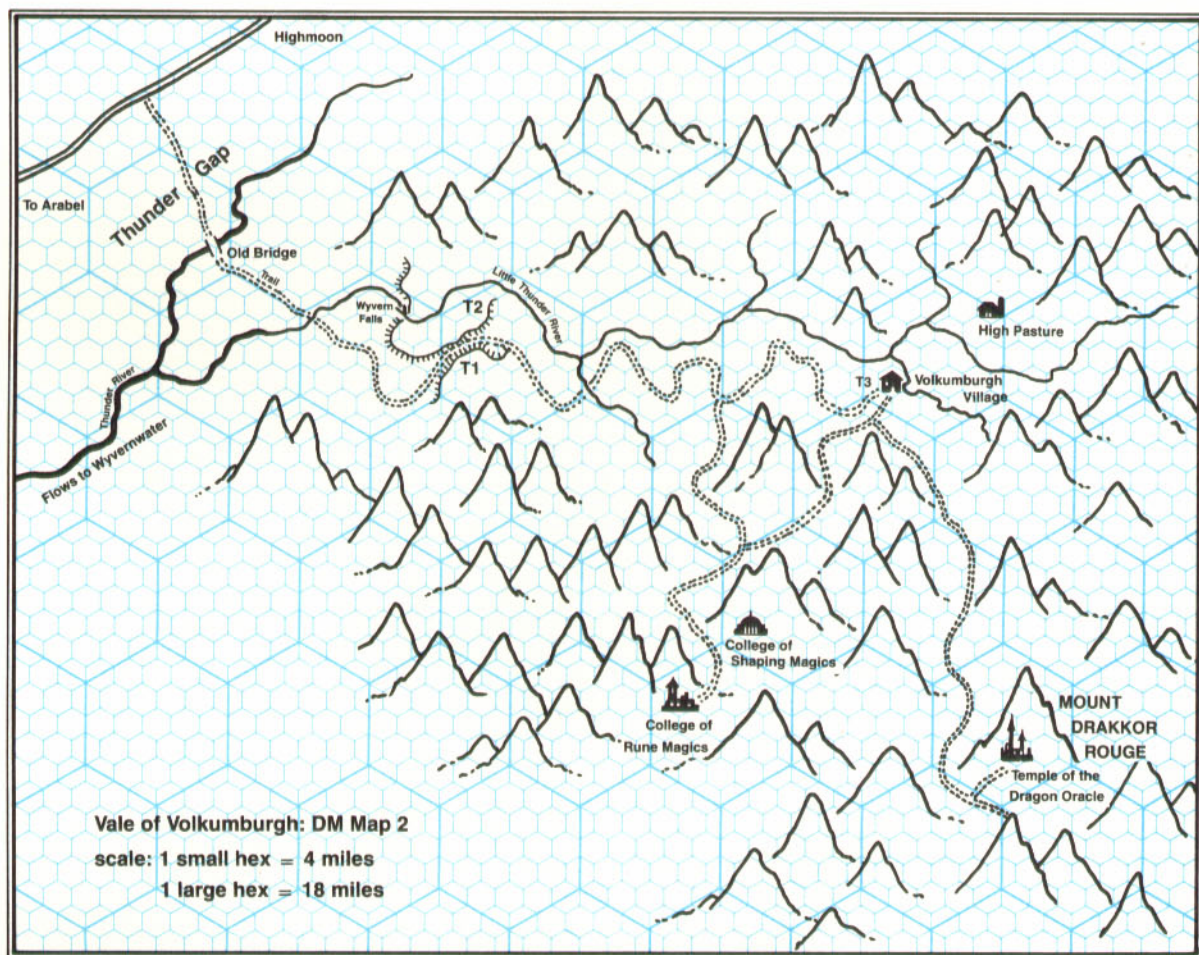 Highmoon
Thunder Gap
To Arabel
Old Bridge
Trail
Little Thunder River
Wyvern
Falls
T2
T1
High Pasture
T3
Volkumburgh
Village
Thunder River
Flows to Wyvernwater
College of
Shaping Magics
College of
Rune Magics
MOUNT
DRAKKOR
ROUGE
Temple of the
Dragon Oracle
Vale of Volkumburgh: DM Map 2
scale: 1 small hex = 4 miles
1 large hex = 18 miles